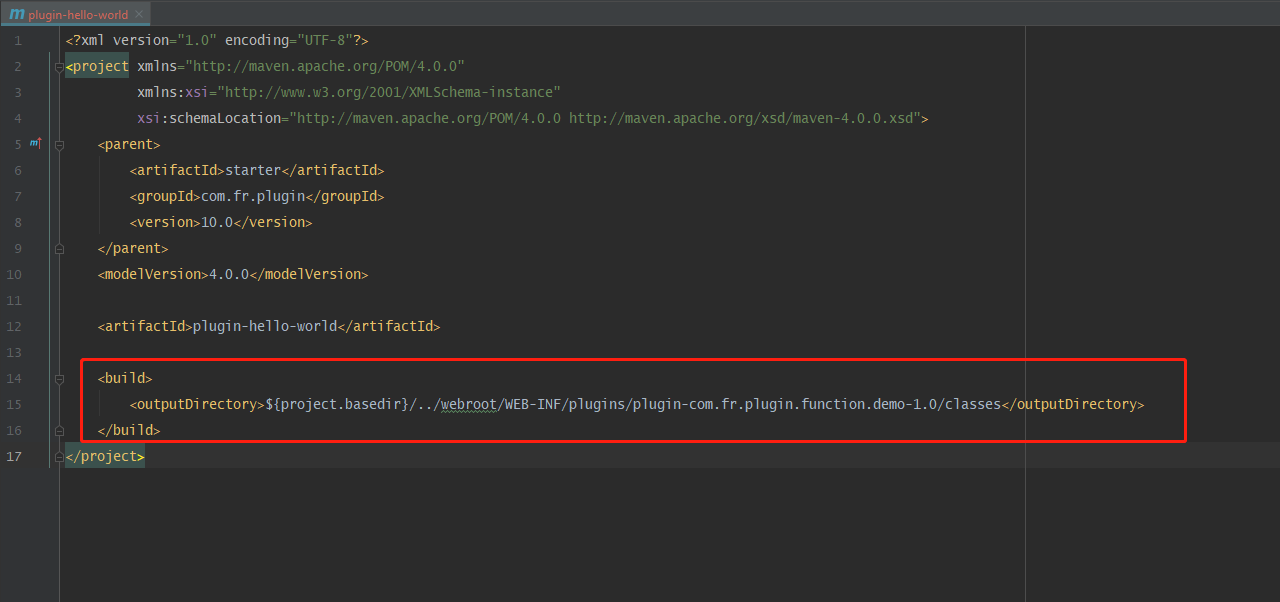 m plugin-hello-world ×
1 <?xml version="1.0" encoding="UTF-8"?>
2 <project xmlns="http://maven.apache.org/POM/4.0.0"
3 xmlns:xsi="http://www.w3.org/2001/XMLSchema-instance"
4 xsi:schemaLocation="http://maven.apache.org/POM/4.0.0 http://maven.apache.org/xsd/maven-4.0.0.xsd">
5 m <parent>
6 <artifactId>starter</artifactId>
7 <groupId>com.fr.plugin</groupId>
8 <version>10.0</version>
9 </parent>
10 <modelVersion>4.0.0</modelVersion>
11
12 <artifactId>plugin-hello-world</artifactId>
13
14 <build>
15 <outputDirectory>${project.basedir}/../webroot/WEB-INF/plugins/plugin-com.fr.plugin.function.demo-1.0/classes</outputDirectory>
16 </build>
17 </project>